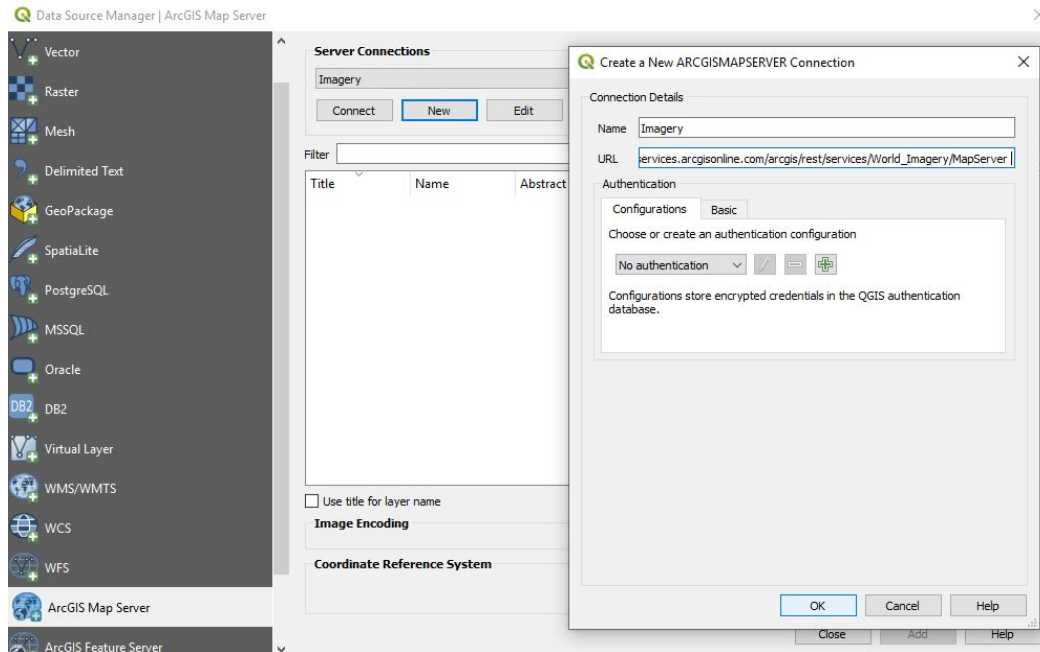 Data Source Manager | ArcGIS Map Server
Vector
Raster
Mesh
Delimited Text
GeoPackage
SpatiaLite
PostgreSQL
MSSQL
Oracle
DB2 DB2
Virtual Layer
WMS/WMTS
WCS
WFS
ArcGIS Map Server
ArcGIS Feature Server
Server Connections
Imagery
Connect New Edit
Filter
Title Name Abstract
Use title for layer name
Image Encoding
Coordinate Reference System
Close Add Help
Create a New ARCGISMAPSERVER Connection
Connection Details
Name Imagery
URL ervices.arcgisonline.com/arcgis/rest/services/World_Imagery/MapServer
Authentication
Configurations Basic
Choose or create an authentication configuration
No authentication
Configurations store encrypted credentials in the QGIS authentication
database.
OK Cancel Help